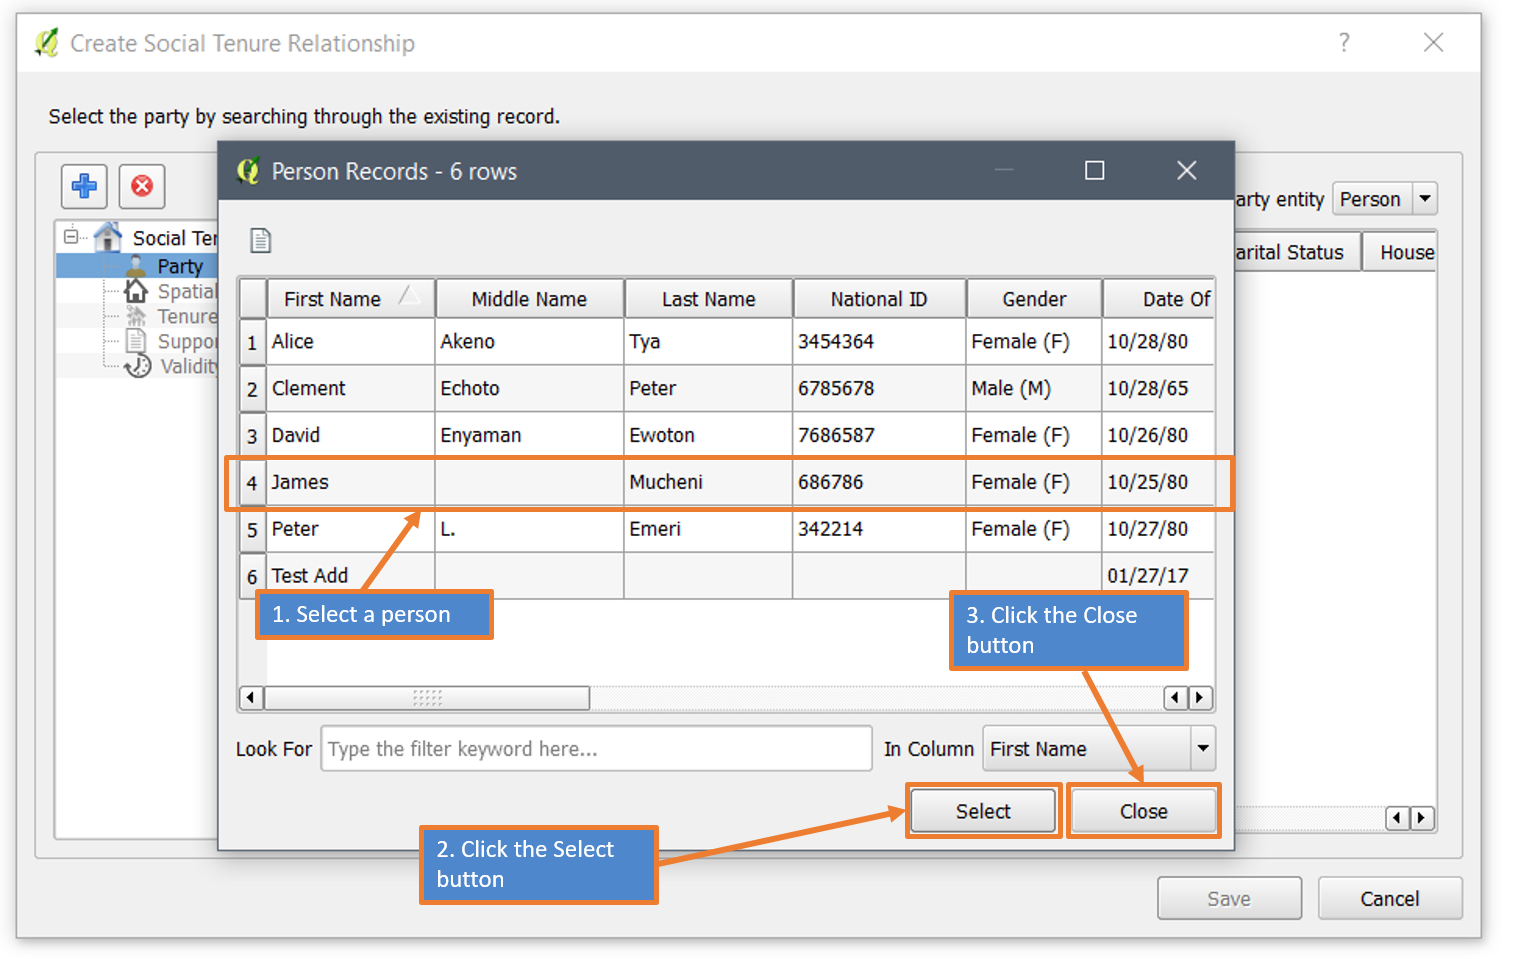 Create Social Tenure Relationship
?
Select the party by searching through the existing record.
Person Records - 6 rows
arty entity Person
Social Ter
Party
Spatial
Tenure
Suppor
Validity
arital Status House
First Name Middle Name Last Name National ID Gender Date Of
1 Alice Akeno Tya 3454364 Female (F) 10/28/80
2 Clement Echoto Peter 6785678 Male (M) 10/28/65
3 David Enyaman Ewoton 7686587 Female (F) 10/26/80
4 James Mucheni 686786 Female (F) 10/25/80
5 Peter L. Emeri 342214 Female (F) 10/27/80
6 Test Add 01/27/17
1. Select a person
3. Click the Close
button
Look For Type the filter keyword here... In Column First Name
Select Close
2. Click the Select
button
Save Cancel